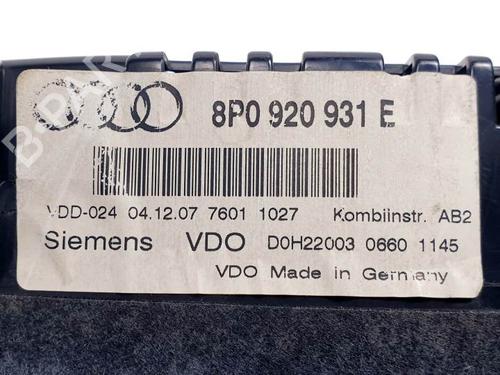 8P0 920 931 E
VDD-024 04.12.07 7601 1027 Kombiinstr. AB2
Siemens VDO D0H22003 0660 1145
VDO Made in Germany
B-PARTS